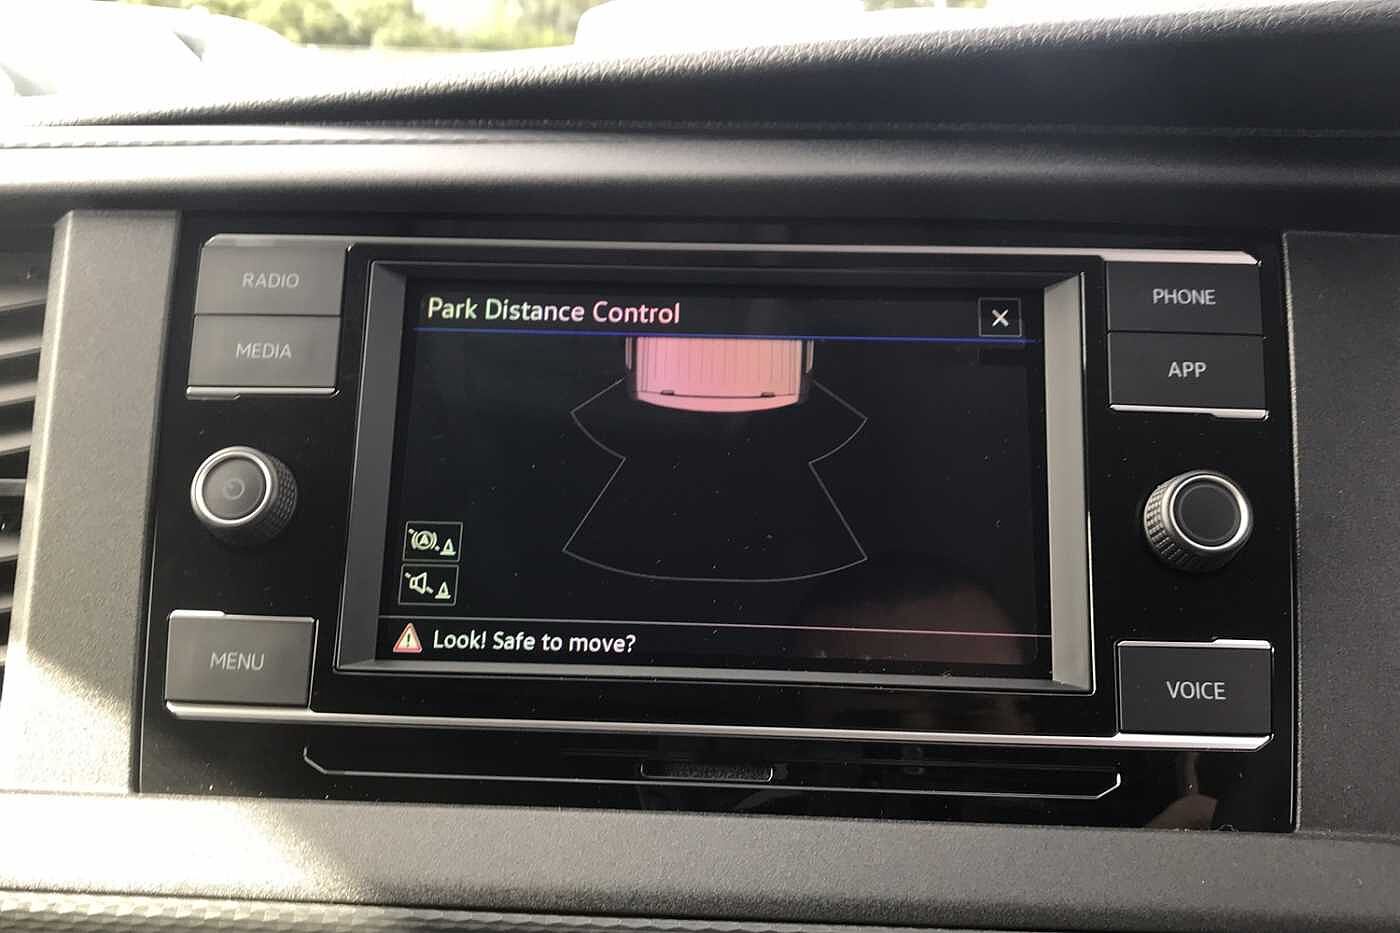 RADIO
MEDIA
MENU
Park Distance Control
Look! Safe to move?
PHONE
APP
VOICE